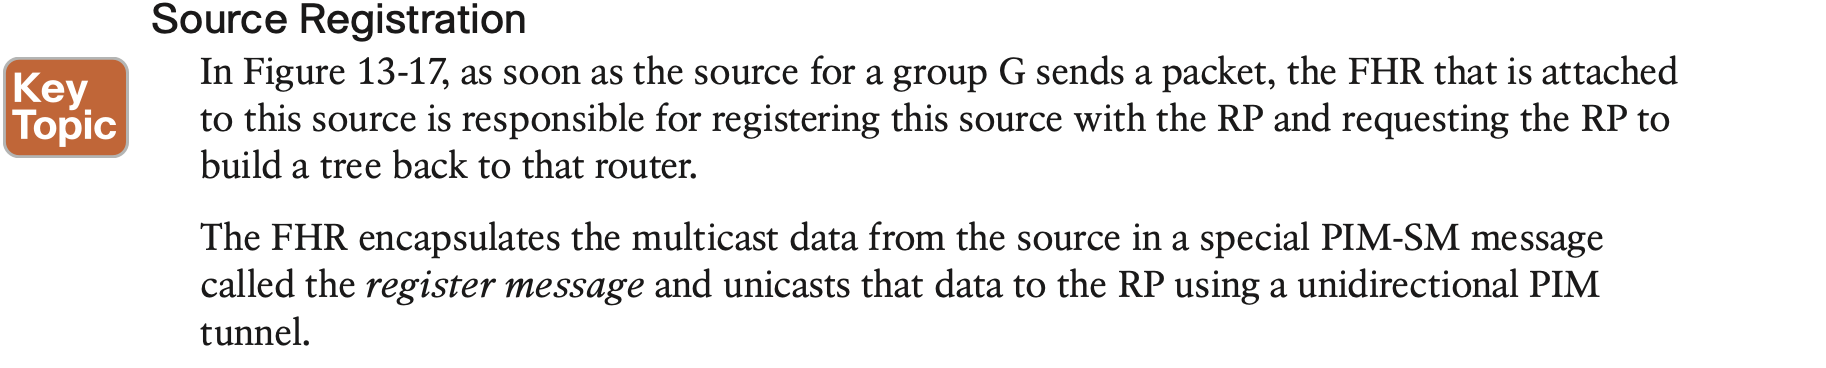 Source Registration
Key
Topic
In Figure 13-17, as soon as the source for a group G sends a packet, the FHR that is attached
to this source is responsible for registering this source with the RP and requesting the RP to
build a tree back to that router.
The FHR encapsulates the multicast data from the source in a special PIM-SM message
called the register message and unicasts that data to the RP using a unidirectional PIM
tunnel.